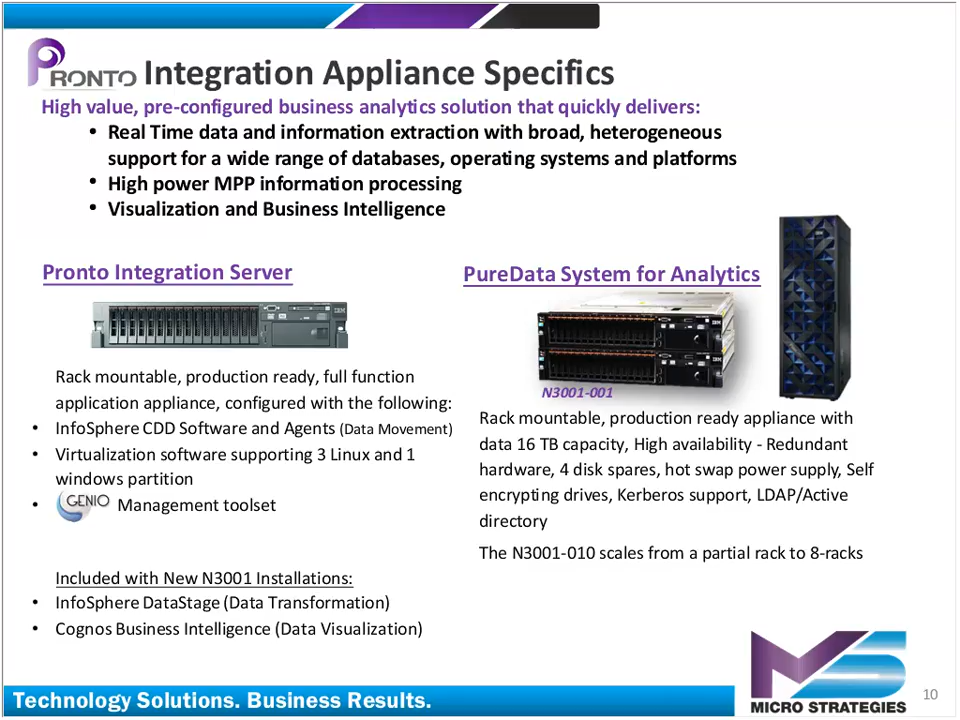 PRONTO Integration Appliance Specifics
High value, pre-configured business analytics solution that quickly delivers:
• Real Time data and information extraction with broad, heterogeneous
support for a wide range of databases, operating systems and platforms
• High power MPP information processing
• Visualization and Business Intelligence
Pronto Integration Server
Rack mountable, production ready, full function
application appliance, configured with the following:
• InfoSphere CDD Software and Agents (Data Movement)
• Virtualization software supporting 3 Linux and 1
windows partition
• GENIO Management toolset
Included with New N3001 Installations:
• InfoSphere DataStage (Data Transformation)
• Cognos Business Intelligence (Data Visualization)
PureData System for Analytics
N3001-001
Rack mountable, production ready appliance with
data 16 TB capacity, High availability - Redundant
hardware, 4 disk spares, hot swap power supply, Self
encrypting drives, Kerberos support, LDAP/Active
directory
The N3001-010 scales from a partial rack to 8-racks
Technology Solutions. Business Results.
MS
MICRO STRATEGIES
10